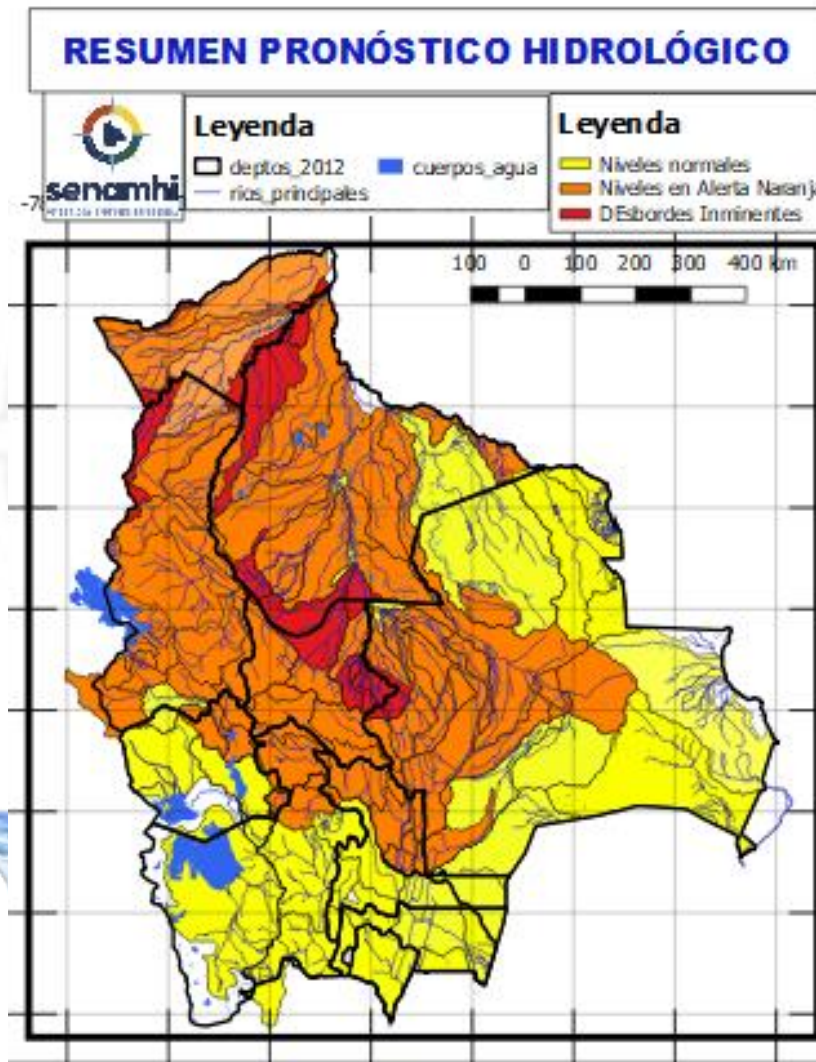 RESUMEN PRONÓSTICO HIDROLÓGICO
senamhi
Leyenda
deptos_2012
cuerpos_agua
rios_principales
Leyenda
Niveles normales
Niveles en Alerta Naranja
DEsbordes Inminentes
100 0 100 200 300 400 km